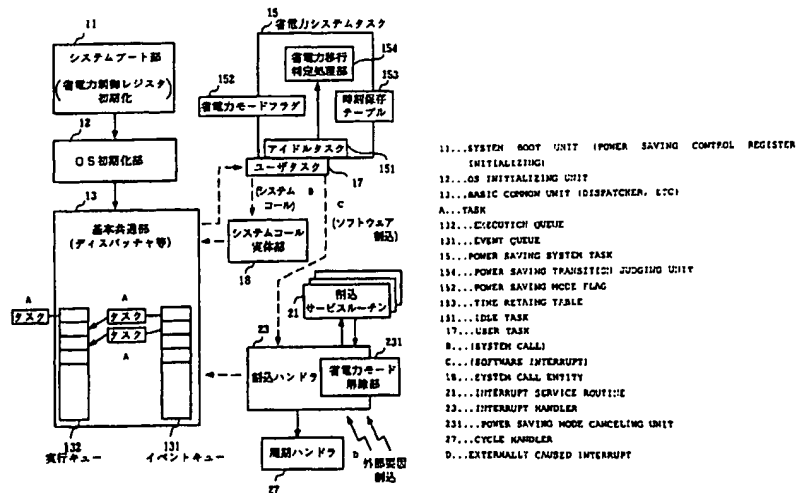 11
システムブート部
(省電力制御レジスタ
初期化)
12
OS初期化部
13
基本共通部
(ディスパッチャ等)
A
タスク
A
タスク
タスク
A
132
実行キュー
131
イベントキュー
15
省電力システムタスク
154
省電力移行
判定処理部
152
省電力モードフラグ
153
時刻保存
テーブル
アイドルタスク
151
ユーザタスク
17
(システム
コール)
B
C
(ソフトウェア
割込)
システムコール
実体部
18
割込
サービスルーチン
21
23
割込ハンドラ
231
省電力モード
解除部
周期ハンドラ
27
D
外部要因
割込
11...SYSTEM BOOT UNIT (POWER SAVING CONTROL REGISTER
INITIALIZING)
12...OS INITIALIZING UNIT
13...BASIC COMMON UNIT (DISPATCHER, ETC)
A...TASK
132...EXECUTION QUEUE
131...EVENT QUEUE
15...POWER SAVING SYSTEM TASK
154...POWER SAVING TRANSITION JUDGING UNIT
152...POWER SAVING MODE FLAG
153...TIME RETAING TABLE
151...IDLE TASK
17...USER TASK
B...(SYSTEM CALL)
C...(SOFTWARE INTERRUPT)
18...SYSTEM CALL ENTITY
21...INTERRUPT SERVICE ROUTINE
23...INTERRUPT HANDLER
231...POWER SAVING MODE CANCELING UNIT
27...CYCLE HANDLER
D...EXTERNALLY CAUSED INTERRUPT